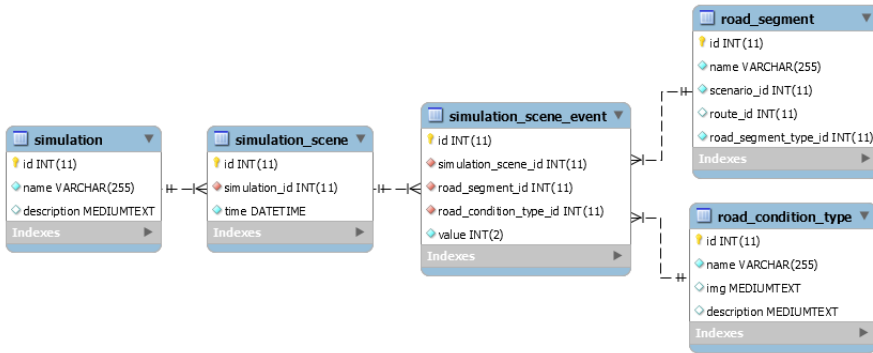 simulation
id INT(11)
name VARCHAR(255)
description MEDIUMTEXT
Indexes
simulation_scene
id INT(11)
simulation_id INT(11)
time DATETIME
Indexes
simulation_scene_event
id INT(11)
simulation_scene_id INT(11)
road_segment_id INT(11)
road_condition_type_id INT(11)
value INT(2)
Indexes
road_segment
id INT(11)
name VARCHAR(255)
scenario_id INT(11)
route_id INT(11)
road_segment_type_id INT(11)
Indexes
road_condition_type
id INT(11)
name VARCHAR(255)
img MEDIUMTEXT
description MEDIUMTEXT
Indexes